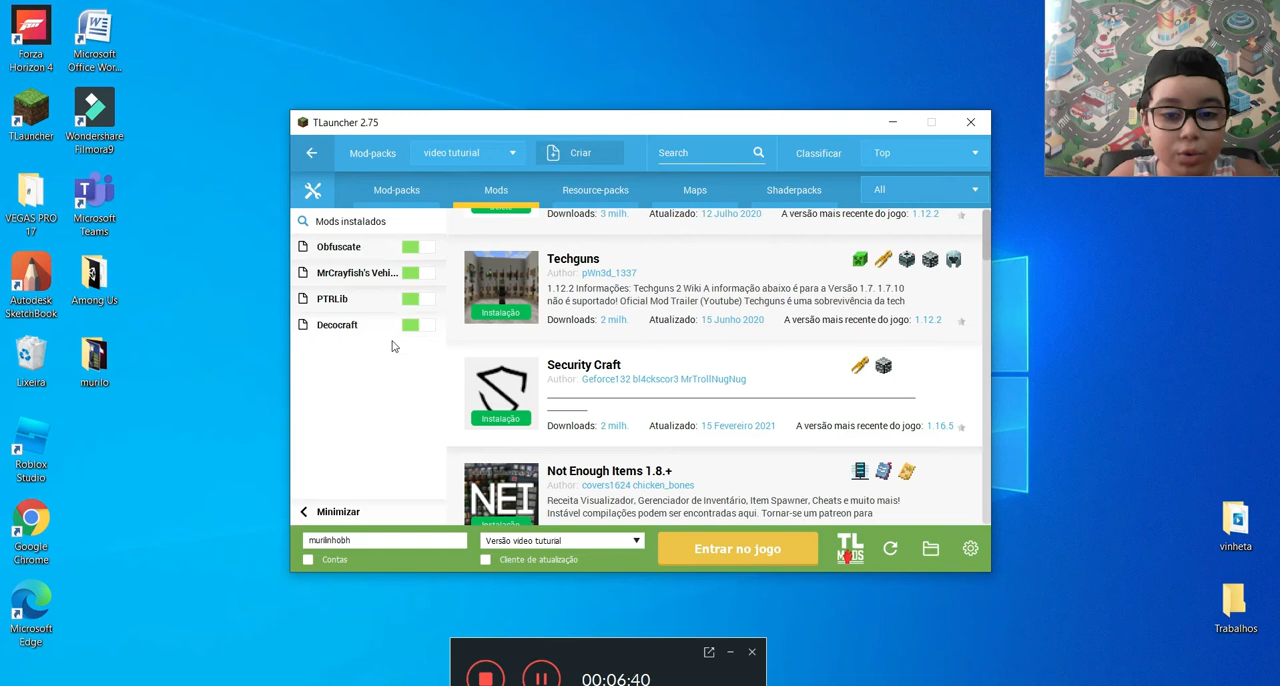 Forza
Horizon 4
Microsoft
Office Wor...
TLauncher
Wondershare
Filmora9
VEGAS PRO
17
Microsoft
Teams
Autodesk
SketchBook
Among Us
Lixeira
murilo
Roblox
Studio
Google
Chrome
Microsoft
Edge
vinheta
Trabalhos
TLauncher 2.75
Mod-packs
video tuturial
Criar
Search
Classificar
Top
Mod-packs
Mods
Resource-packs
Maps
Shaderpacks
All
Mods instalados
Obfuscate
MrCrayfish's Vehi...
PTRLib
Decocraft
Minimizar
Downloads: 3 milh. Atualizado: 12 Julho 2020 A versão mais recente do jogo: 1.12.2
Techguns
Author: pWn3d_1337
1.12.2 Informações: Techguns 2 Wiki A informação abaixo é para a Versão 1.7. 1.7.10
não é suportado! Oficial Mod Trailer (Youtube) Techguns é uma sobrevivência da tech
Instalação
Downloads: 2 milh. Atualizado: 15 Junho 2020 A versão mais recente do jogo: 1.12.2
Security Craft
Author: Geforce132 bl4ckscor3 MrTrollNugNug
Instalação
Downloads: 2 milh. Atualizado: 15 Fevereiro 2021 A versão mais recente do jogo: 1.16.5
Not Enough Items 1.8.+
Author: covers1624 chicken_bones
NEI
Receita Visualizador, Gerenciador de Inventário, Item Spawner, Cheats e muito mais!
Instável compilações podem ser encontradas aqui. Tornar-se um patreon para
Instalação
murilinhobh
Contas
Versão video tuturial
Cliente de atualização
Entrar no jogo
TL
MODS
00:06:40